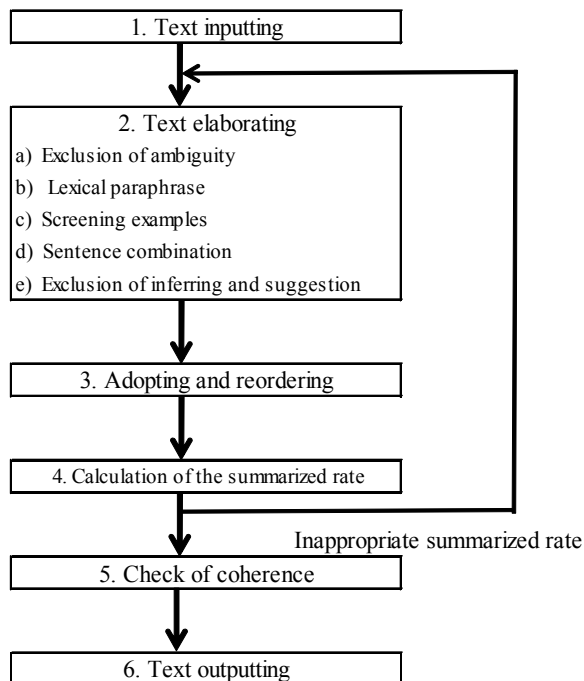 1. Text inputting
2. Text elaborating
a) Exclusion of ambiguity
b) Lexical paraphrase
c) Screening examples
d) Sentence combination
e) Exclusion of inferring and suggestion
3. Adopting and reordering
4. Calculation of the summarized rate
Inappropriate summarized rate
5. Check of coherence
6. Text outputting